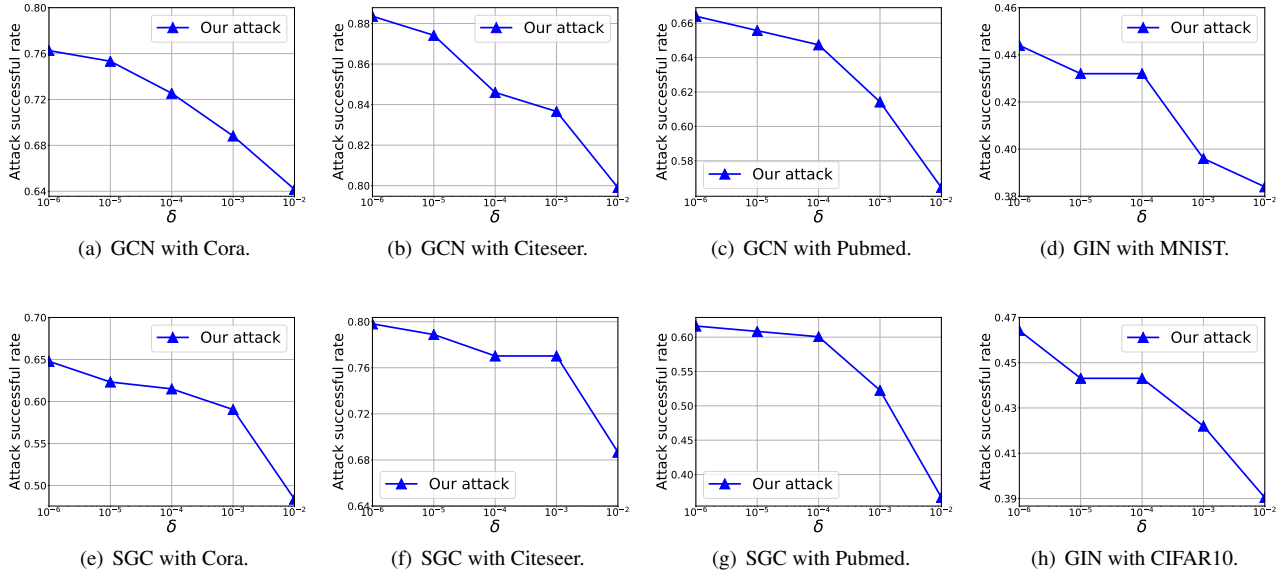 0.80
0.76
0.72
0.68
0.64
Attack successful rate
Our attack
10⁻⁶ 10⁻⁵ 10⁻⁴ 10⁻³ 10⁻²
δ
(a) GCN with Cora.
0.88
0.86
0.84
0.82
0.80
Attack successful rate
Our attack
10⁻⁶ 10⁻⁵ 10⁻⁴ 10⁻³ 10⁻²
δ
(b) GCN with Citeseer.
0.66
0.64
0.62
0.60
0.58
Attack successful rate
Our attack
10⁻⁶ 10⁻⁵ 10⁻⁴ 10⁻³ 10⁻²
δ
(c) GCN with Pubmed.
0.46
0.44
0.42
0.40
0.38
Attack successful rate
Our attack
10⁻⁶ 10⁻⁵ 10⁻⁴ 10⁻³ 10⁻²
δ
(d) GIN with MNIST.
0.70
0.65
0.60
0.55
0.50
Attack successful rate
Our attack
10⁻⁶ 10⁻⁵ 10⁻⁴ 10⁻³ 10⁻²
δ
(e) SGC with Cora.
0.80
0.76
0.72
0.68
0.64
Attack successful rate
Our attack
10⁻⁶ 10⁻⁵ 10⁻⁴ 10⁻³ 10⁻²
δ
(f) SGC with Citeseer.
0.60
0.55
0.50
0.45
0.40
Attack successful rate
Our attack
10⁻⁶ 10⁻⁵ 10⁻⁴ 10⁻³ 10⁻²
δ
(g) SGC with Pubmed.
0.47
0.45
0.43
0.41
0.39
Attack successful rate
Our attack
10⁻⁶ 10⁻⁵ 10⁻⁴ 10⁻³ 10⁻²
δ
(h) GIN with CIFAR10.